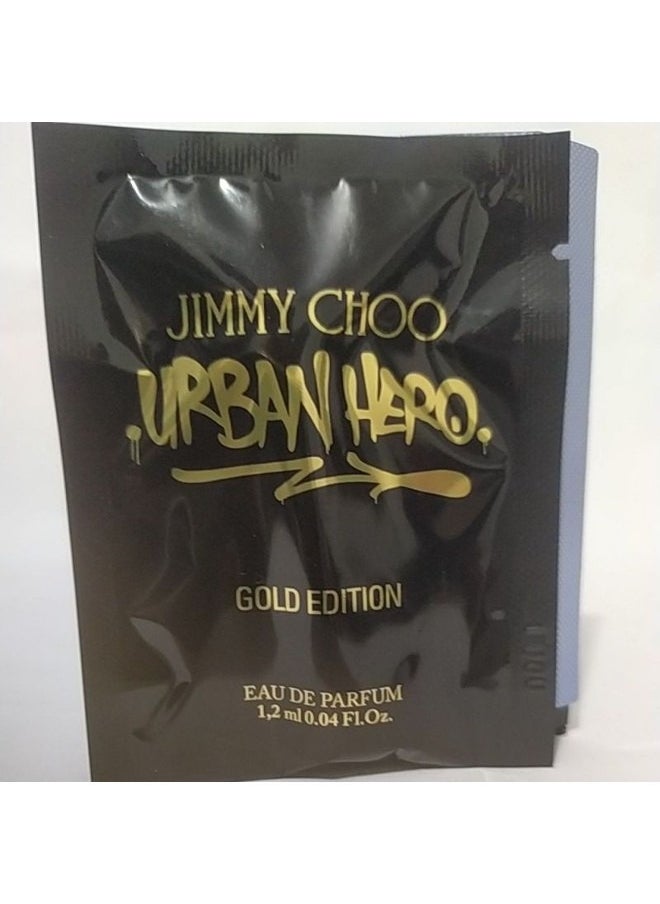 JIMMY CHOO
URBAN HERO.
GOLD EDITION
EAU DE PARFUM
1,2 ml 0.04 Fl.Oz.